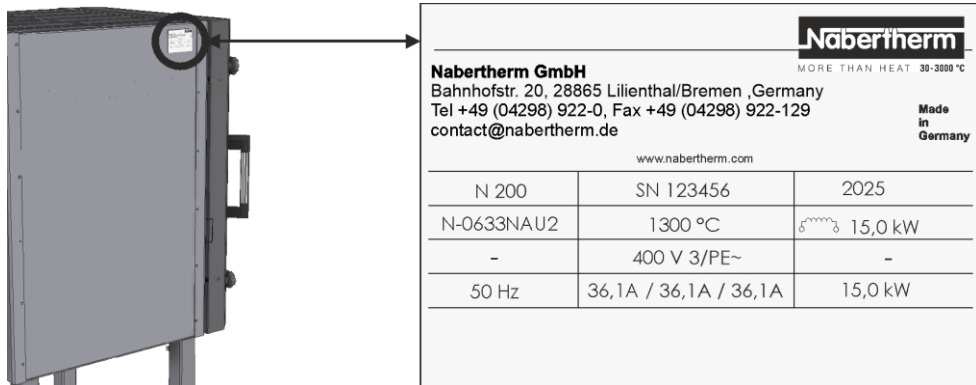 Nabertherm
MORE THAN HEAT 30-3000 °C
Nabertherm GmbH
Bahnhofstr. 20, 28865 Lilienthal/Bremen ,Germany
Tel +49 (04298) 922-0, Fax +49 (04298) 922-129
contact@nabertherm.de
Made
in
Germany
www.nabertherm.com
N 200 SN 123456 2025
N-0633NAU2 1300 °C 15,0 kW
- 400 V 3/PE~ -
50 Hz 36,1A / 36,1A / 36,1A 15,0 kW